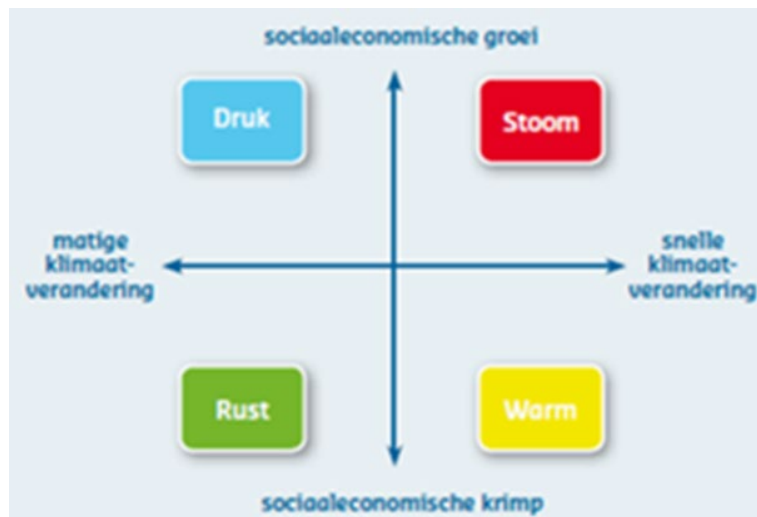 sociaaleconomische groei
Druk
Stoom
matige
klimaat-
verandering
snelle
klimaat-
verandering
Rust
Warm
sociaaleconomische krimp